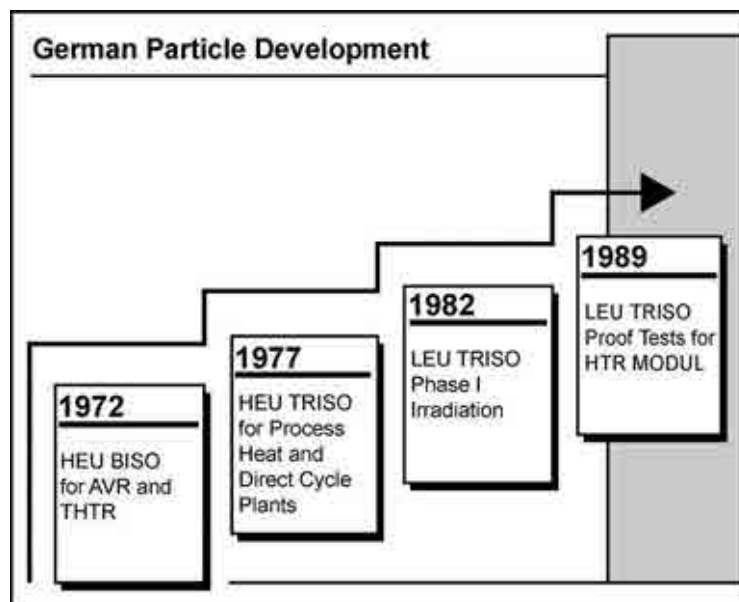 German Particle Development
1972
HEU BISO
for AVR and
THTR
1977
HEU TRISO
for Process
Heat and
Direct Cycle
Plants
1982
LEU TRISO
Phase I
Irradiation
1989
LEU TRISO
Proof Tests for
HTR MODUL